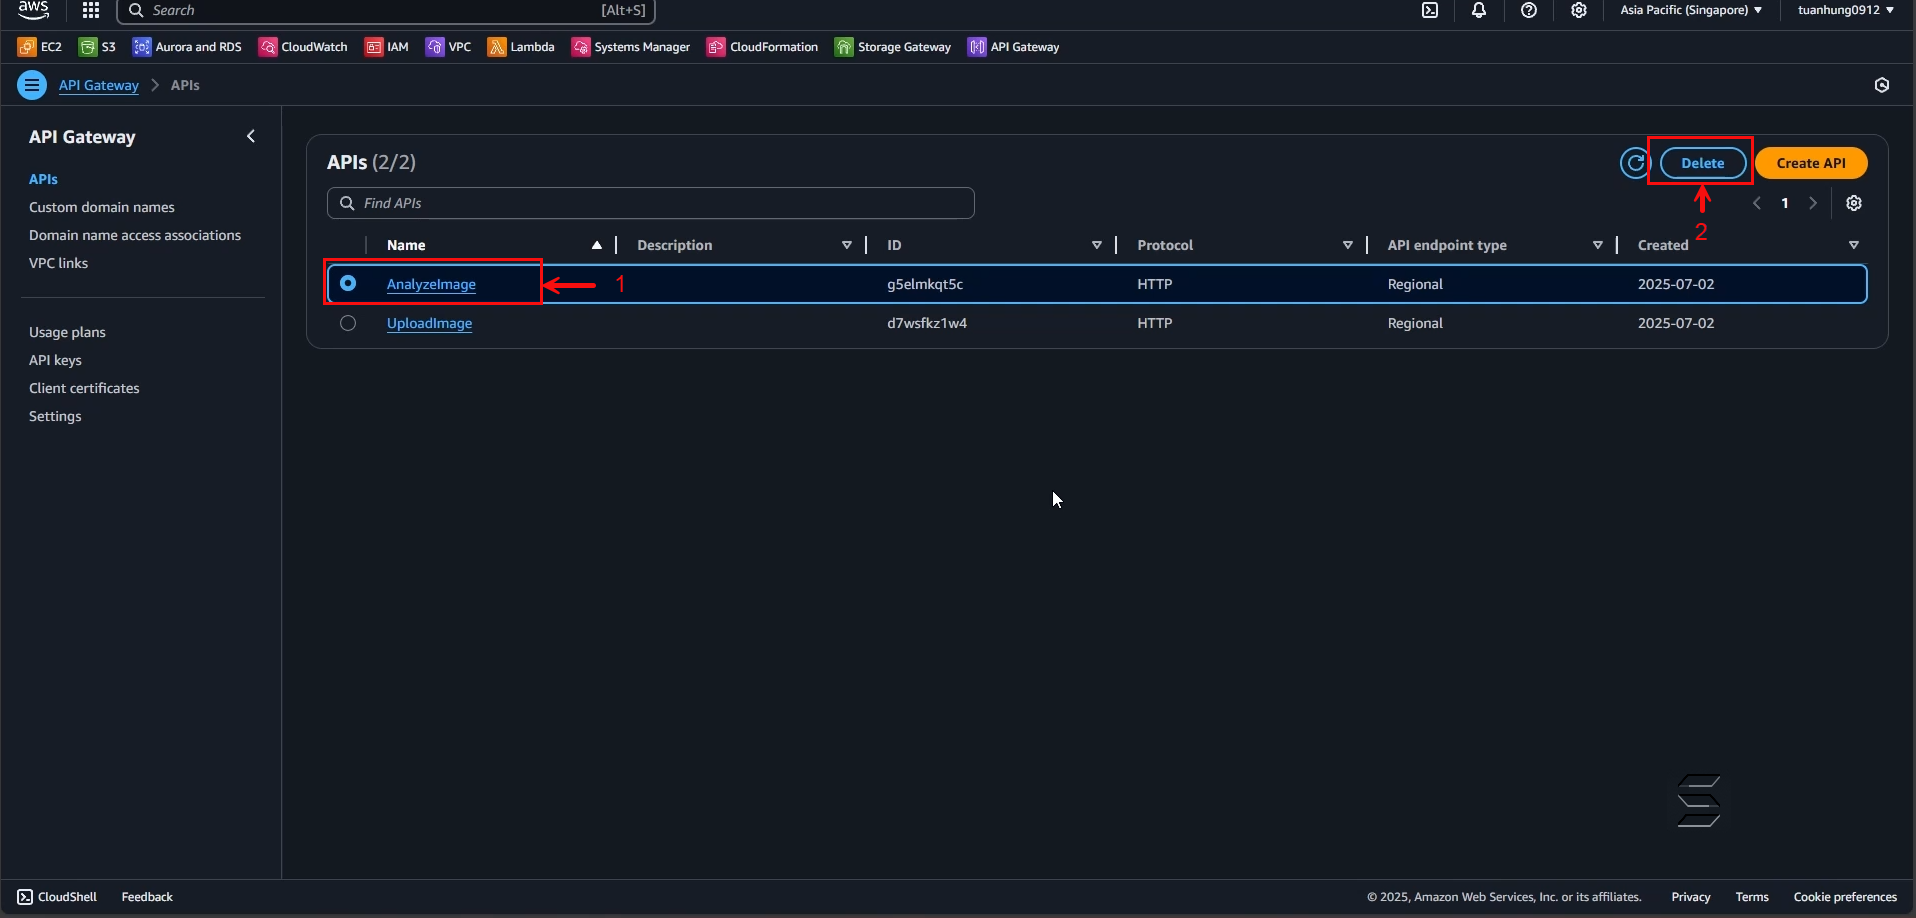 aws Search [Alt+S] Asia Pacific (Singapore) tuanhung0912
EC2 S3 Aurora and RDS CloudWatch IAM VPC Lambda Systems Manager CloudFormation Storage Gateway API Gateway
API Gateway APIs
API Gateway
APIs
Custom domain names
Domain name access associations
VPC links
Usage plans
API keys
Client certificates
Settings
APIs (2/2) Delete Create API
Find APIs 1
2
Name Description ID Protocol API endpoint type Created
AnalyzeImage 1 g5elmkqt5c HTTP Regional 2025-07-02
UploadImage d7wsfkz1w4 HTTP Regional 2025-07-02
CloudShell Feedback © 2025, Amazon Web Services, Inc. or its affiliates. Privacy Terms Cookie preferences